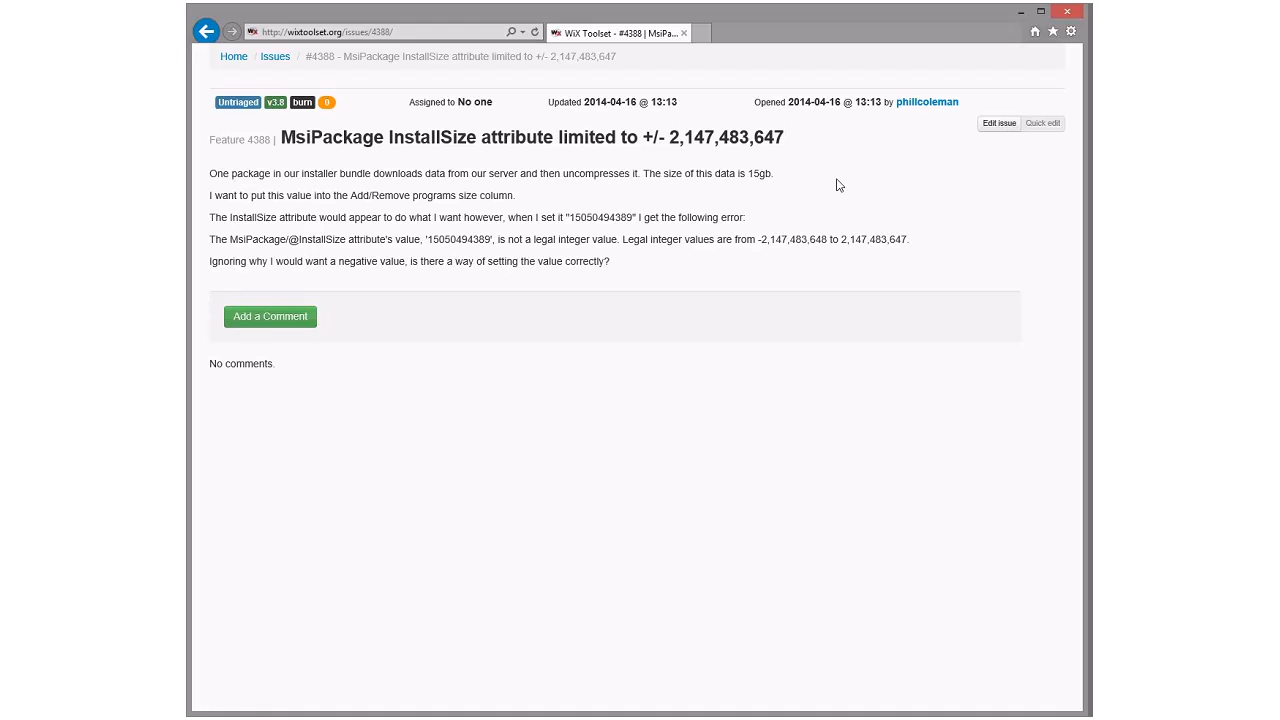 http://wixtoolset.org/issues/4388/
WiX Toolset - #4388 | MsiPa...
Home / Issues / #4388 - MsiPackage InstallSize attribute limited to +/- 2,147,483,647
Untriaged v3.8 burn 0 Assigned to No one Updated 2014-04-16 @ 13:13 Opened 2014-04-16 @ 13:13 by phillcoleman
Edit issue Quick edit
Feature 4388 | MsiPackage InstallSize attribute limited to +/- 2,147,483,647
One package in our installer bundle downloads data from our server and then uncompresses it. The size of this data is 15gb.
I want to put this value into the Add/Remove programs size column.
The InstallSize attribute would appear to do what I want however, when I set it "15050494389" I get the following error:
The MsiPackage/@InstallSize attribute's value, '15050494389', is not a legal integer value. Legal integer values are from -2,147,483,648 to 2,147,483,647.
Ignoring why I would want a negative value, is there a way of setting the value correctly?
Add a Comment
No comments.